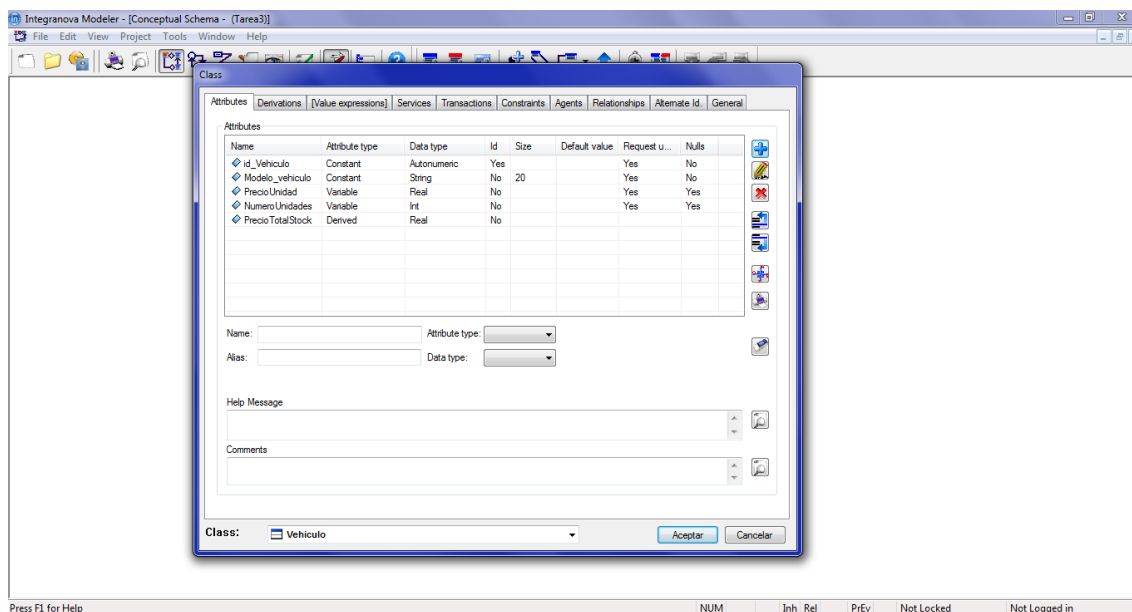 Integranova Modeler - [Conceptual Schema - (Tarea3)]
File Edit View Project Tools Window Help
Class
Attributes Derivations [Value expressions] Services Transactions Constraints Agents Relationships Alternate Id. General
Attributes
Name Attribute type Data type Id Size Default value Request u... Nulls
id_Vehiculo Constant Autonumeric Yes Yes No
Modelo_vehiculo Constant String No 20 Yes No
PrecioUnidad Variable Real No Yes Yes
NumeroUnidades Variable Int No Yes Yes
PrecioTotalStock Derived Real No
Name: Attribute type:
Alias: Data type:
Help Message
Comments
Class: Vehiculo Aceptar Cancelar
Press F1 for Help NUM Inh Rel PrEv Not Locked Not Logged in